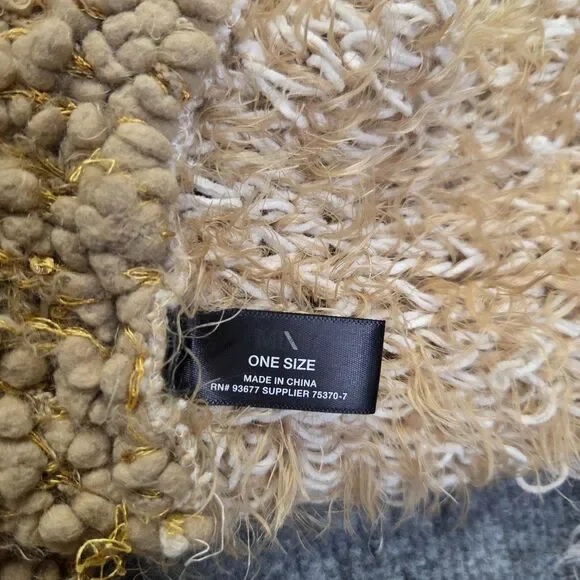 ONE SIZE
MADE IN CHINA
RN# 93677 SUPPLIER 75370-7